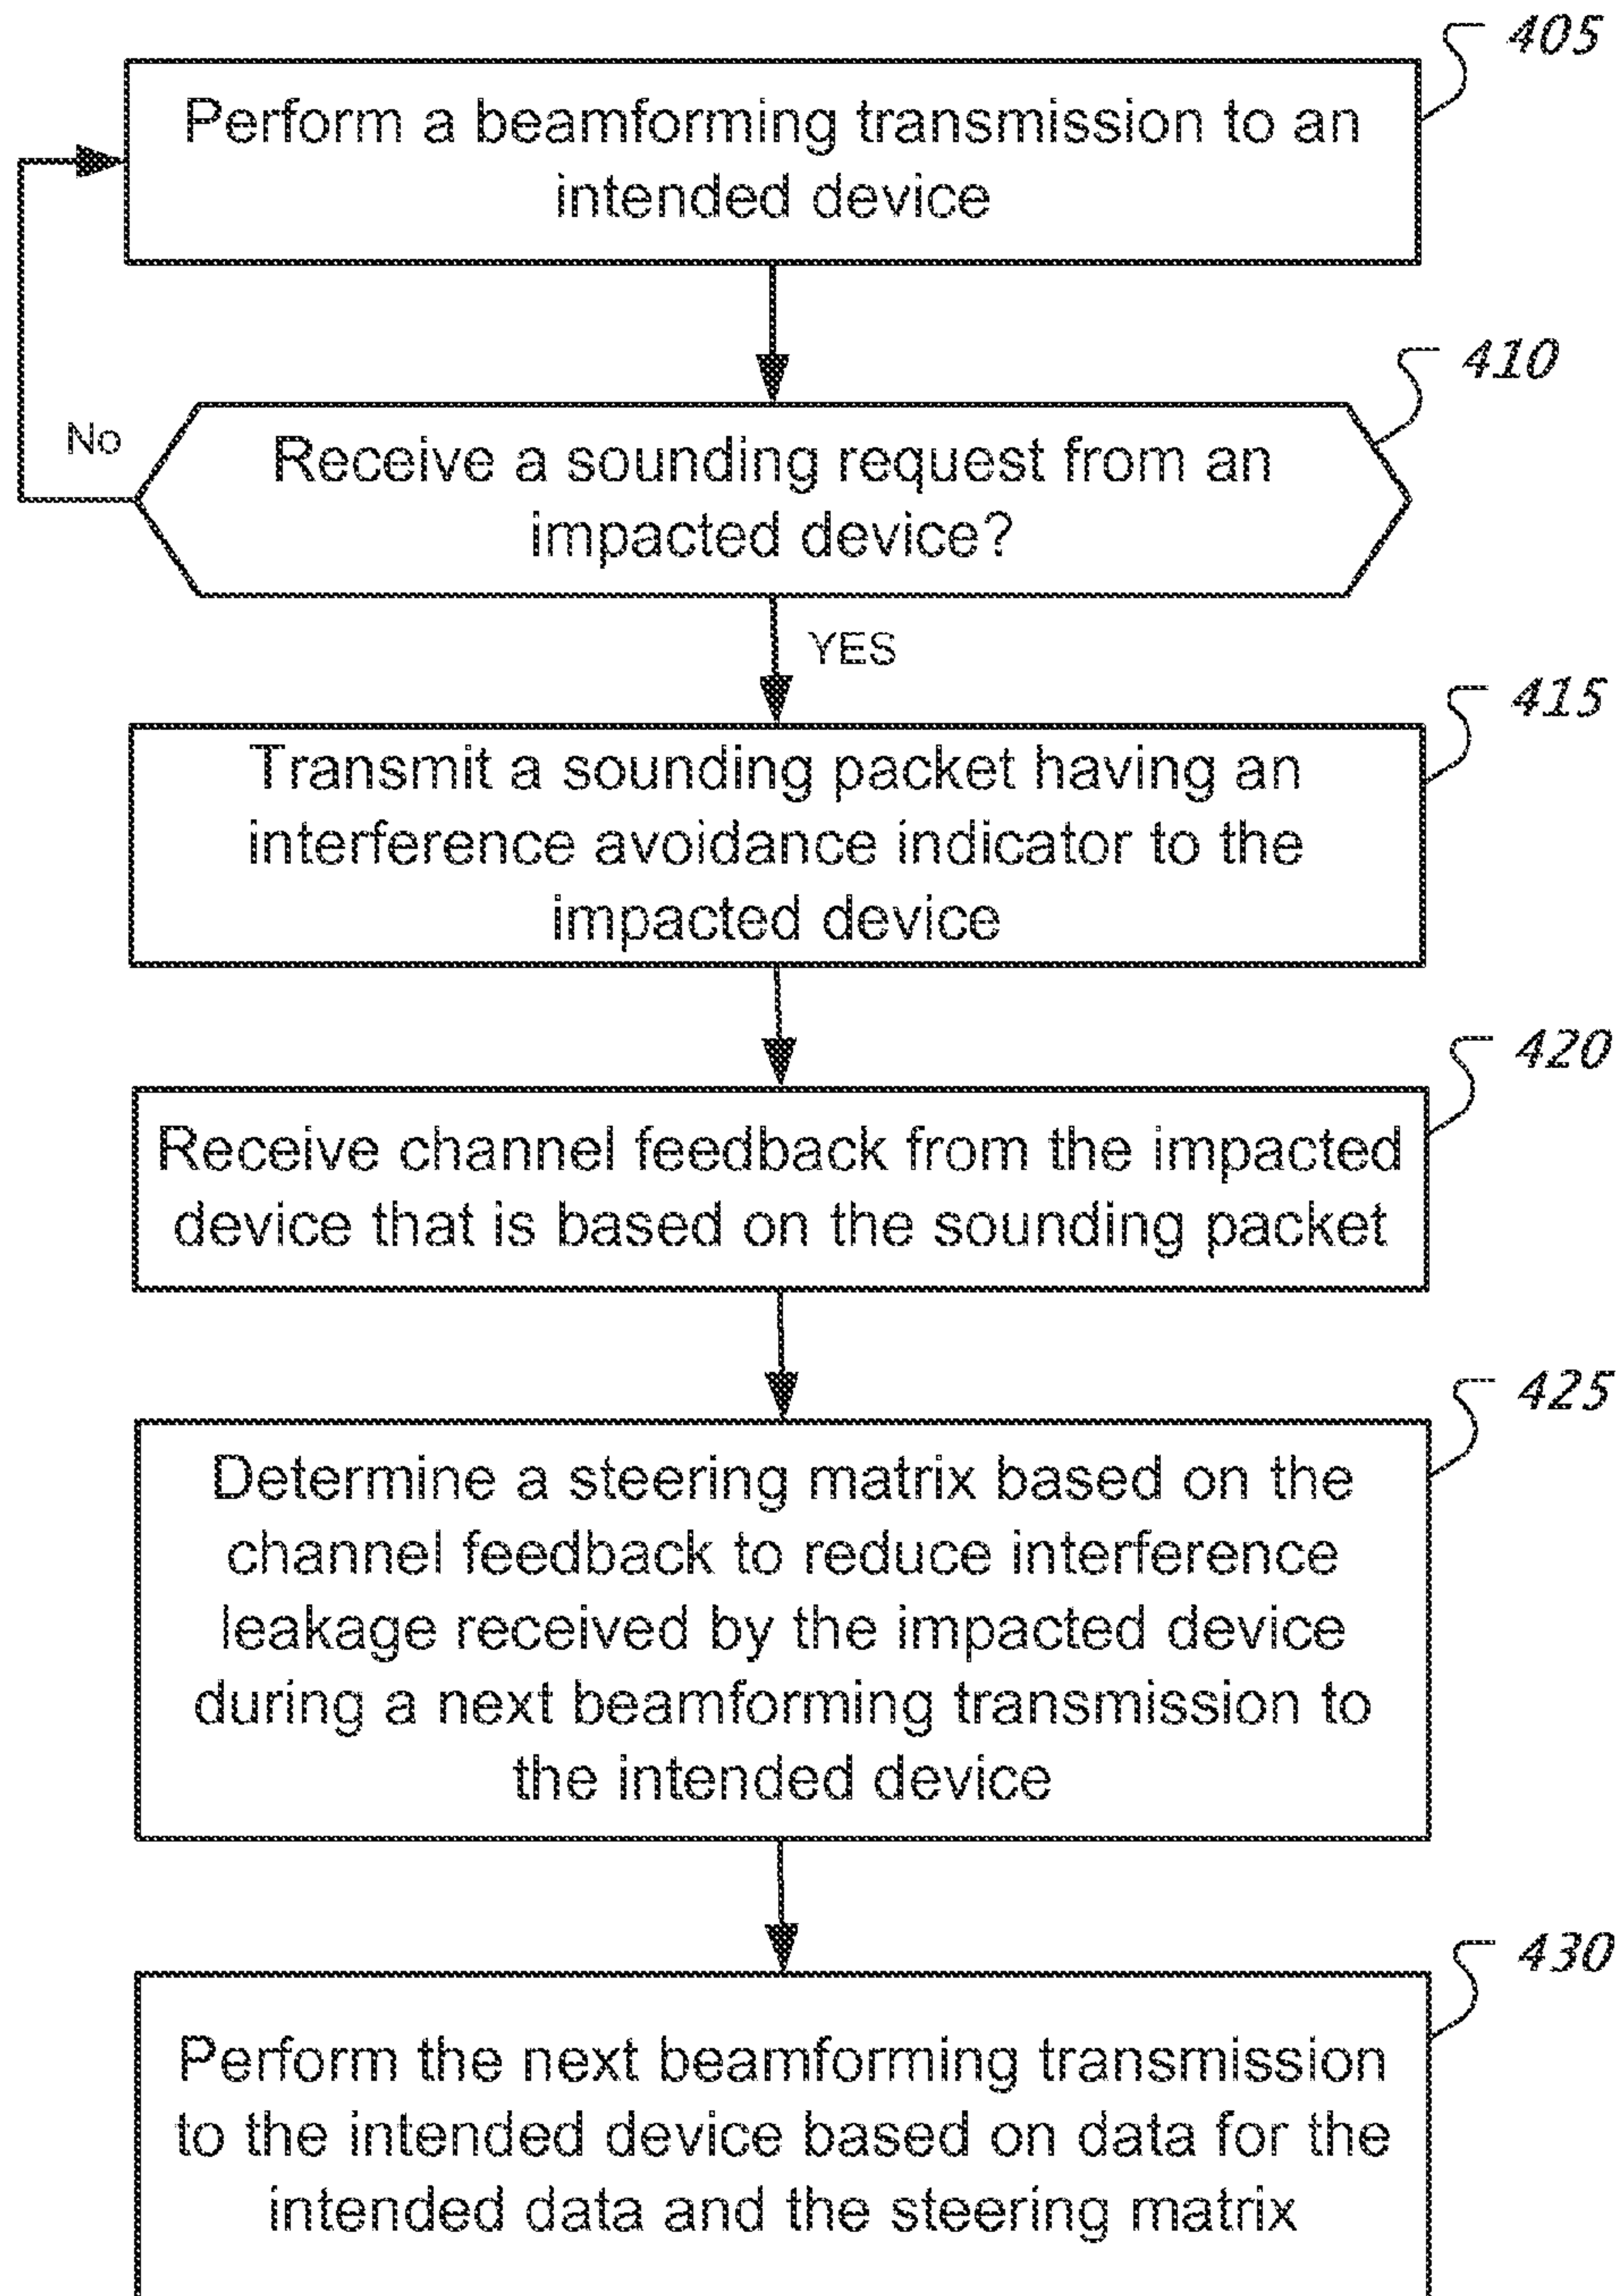 405
Perform a beamforming transmission to an
intended device
410
No
Receive a sounding request from an
impacted device?
YES
415
Transmit a sounding packet having an
interference avoidance indicator to the
impacted device
420
Receive channel feedback from the impacted
device that is based on the sounding packet
425
Determine a steering matrix based on the
channel feedback to reduce interference
leakage received by the impacted device
during a next beamforming transmission to
the intended device
430
Perform the next beamforming transmission
to the intended device based on data for the
intended data and the steering matrix